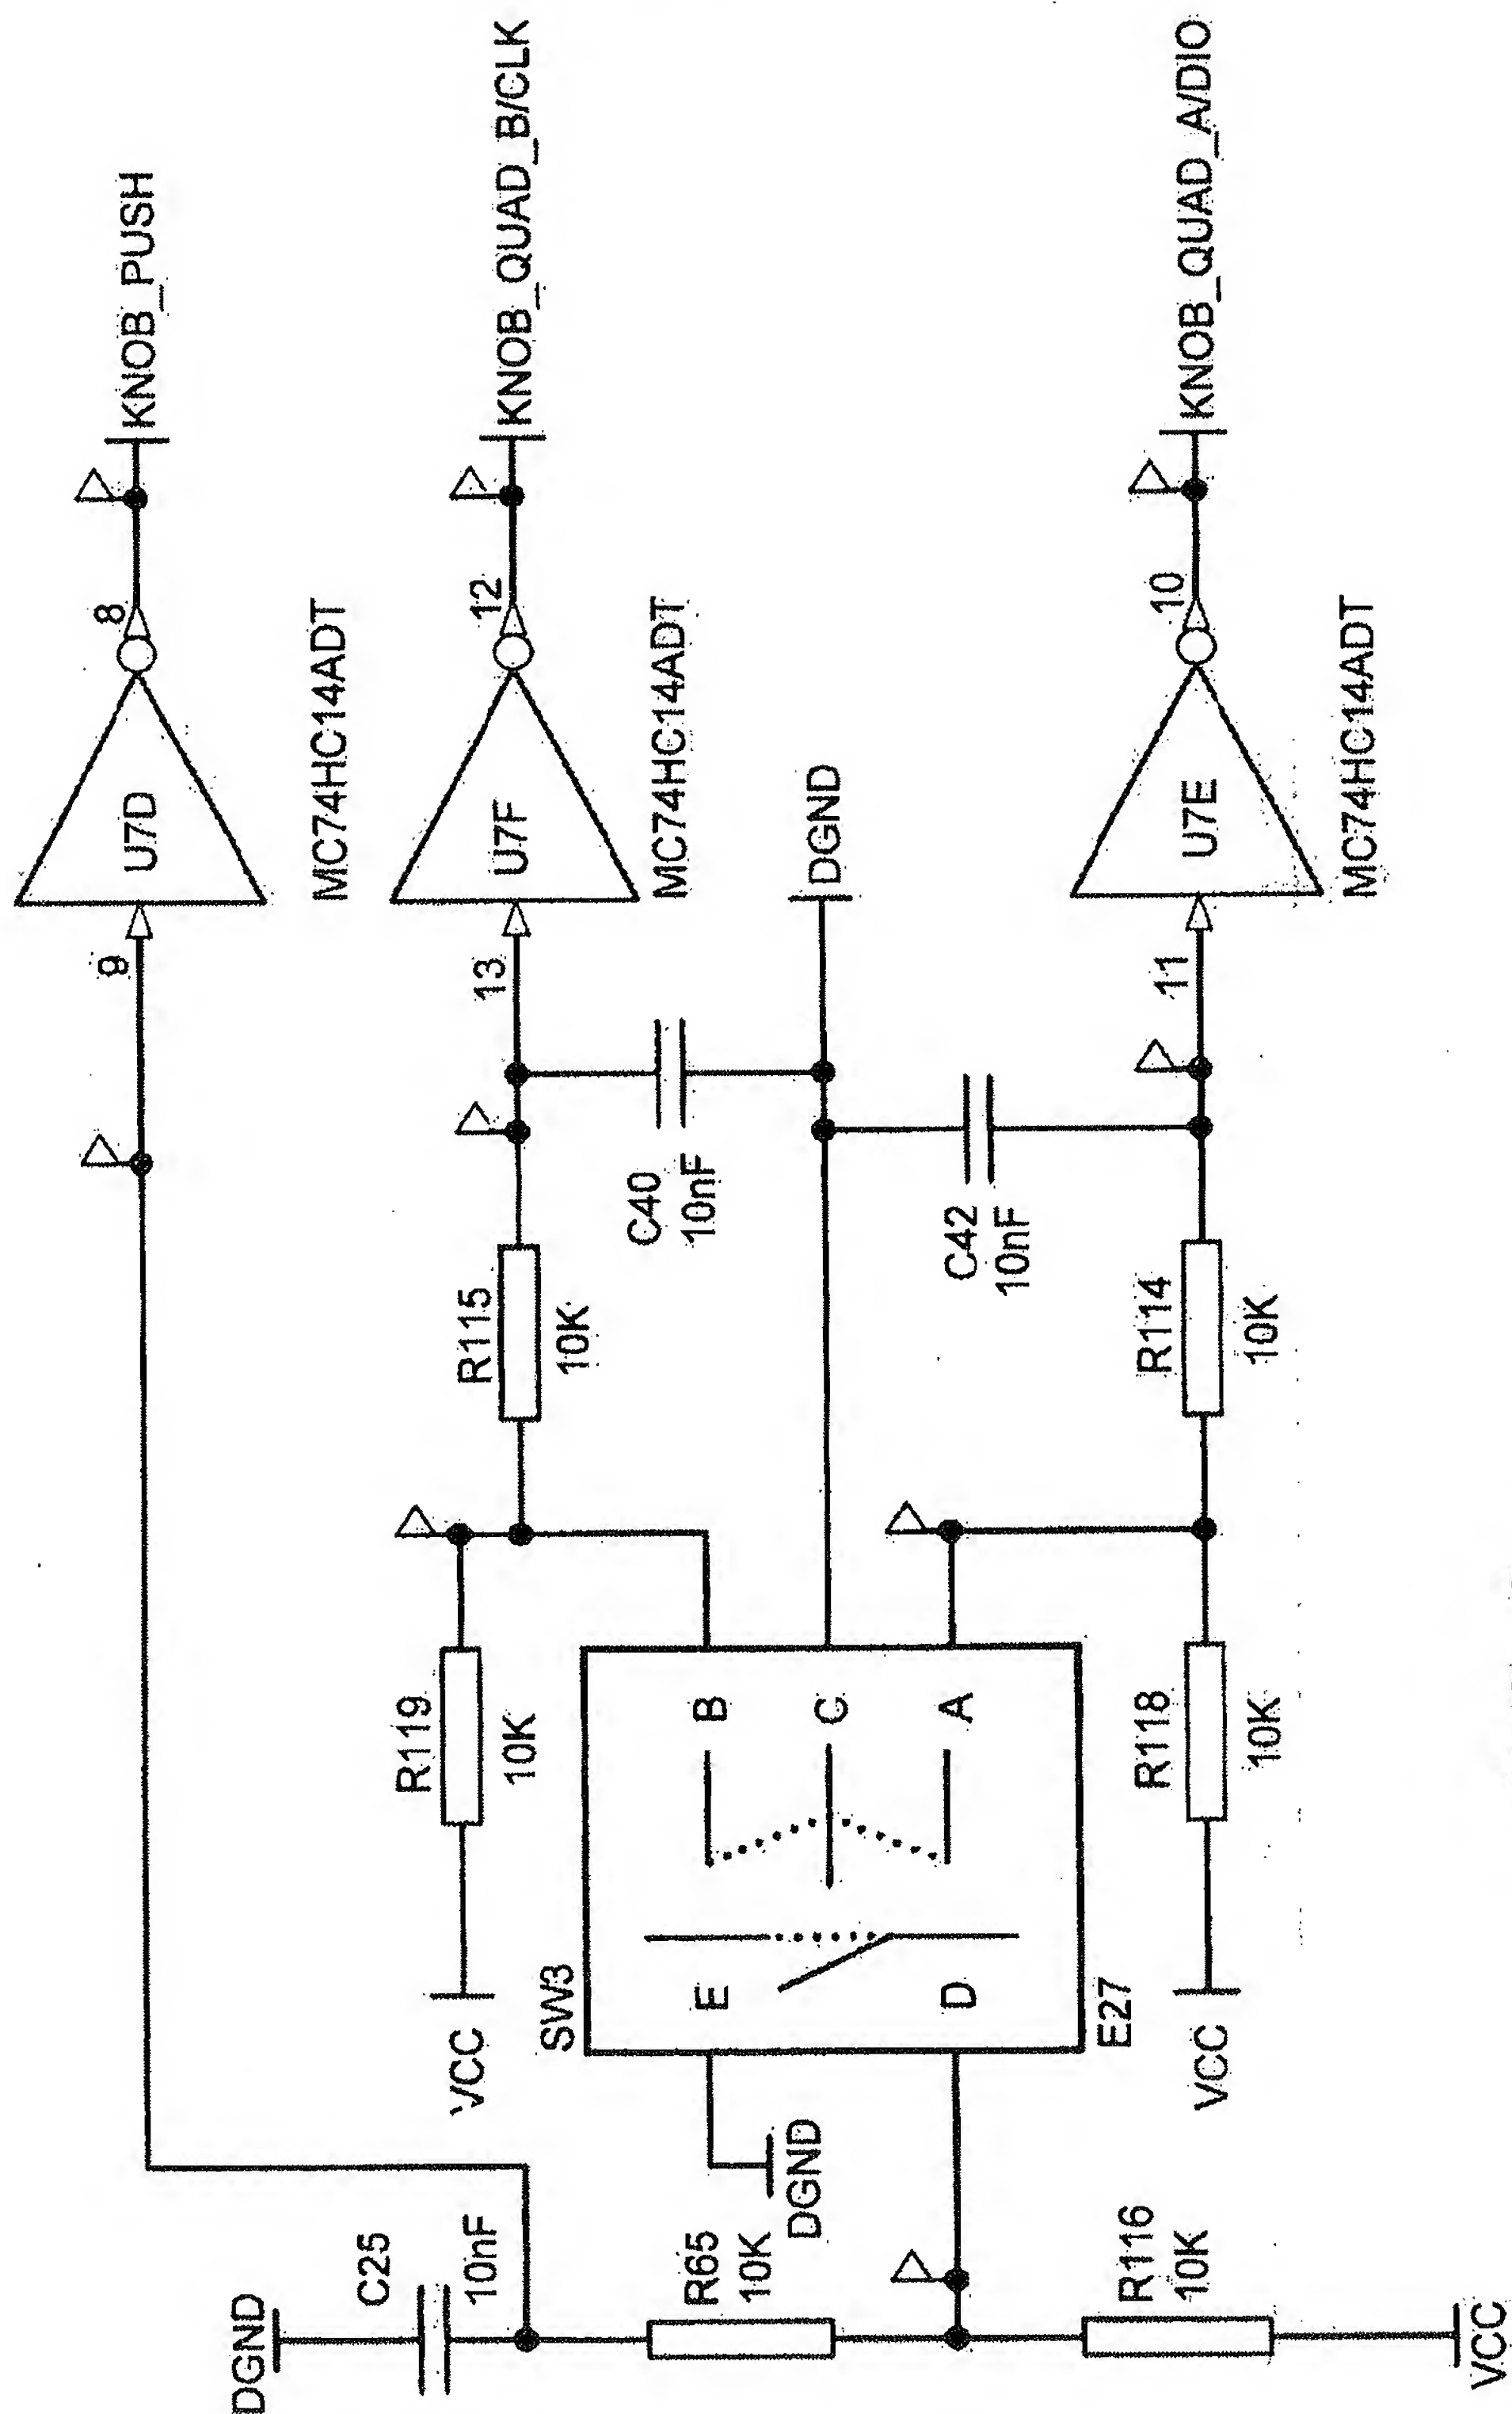 KNOB_PUSH
8
U7D
9
MC74HC14ADT
KNOB_QUAD_B/CLK
12
U7F
13
MC74HC14ADT
R115
10K
C40
10nF
DGND
R119
10K
VCC
SW3
B
C
A
E
D
E27
DGND
C42
10nF
KNOB_QUAD_A/DIO
10
U7E
11
MC74HC14ADT
R114
10K
R118
10K
VCC
DGND
C25
10nF
R65
10K
R116
10K
VCC